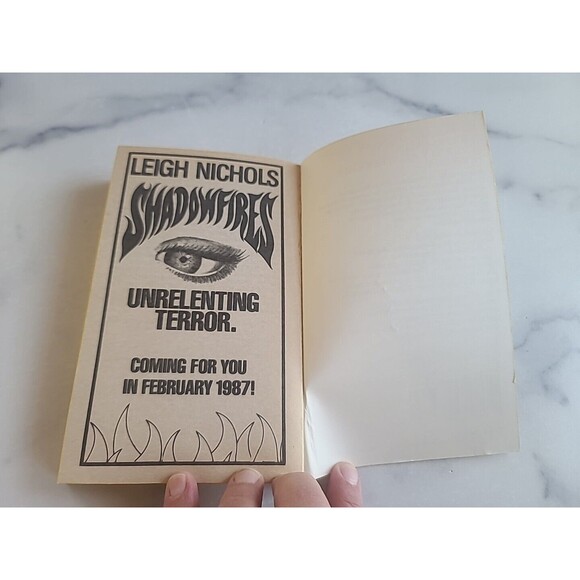 LEIGH NICHOLS
SHADOWFIRES
UNRELENTING
TERROR.
COMING FOR YOU
IN FEBRUARY 1987!